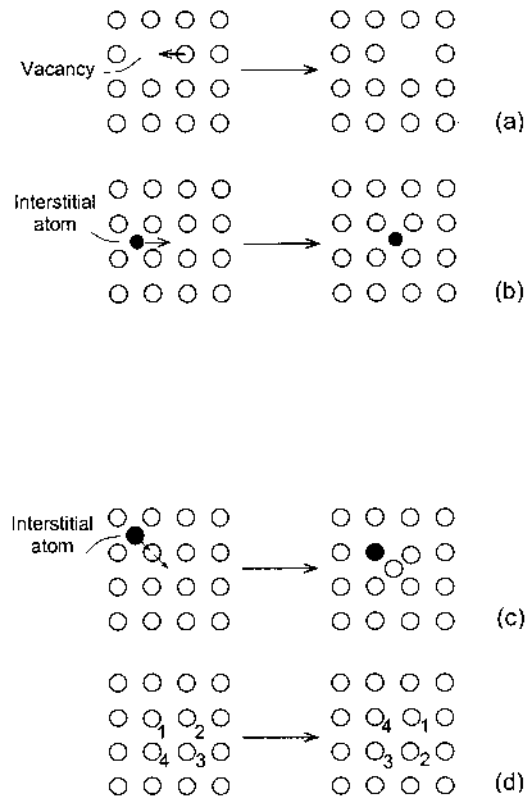 Vacancy
(a)
Interstitial
atom
(b)
Interstitial
atom
(c)
1 2
4 3
4 1
3 2
(d)